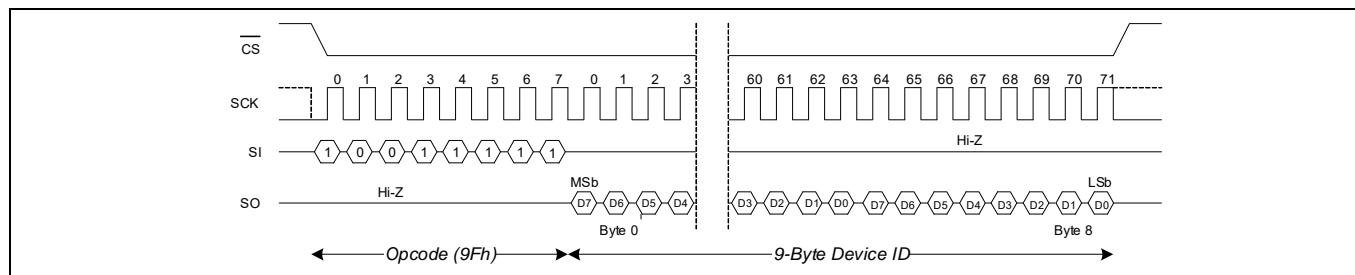 CS
0 1 2 3 4 5 6 7 0 1 2 3 60 61 62 63 64 65 66 67 68 69 70 71
SCK
Hi-Z
SI 1 0 0 1 1 1 1 1
Hi-Z MSb LSb
SO D7 D6 D5 D4 D3 D2 D1 D0 D7 D6 D5 D4 D3 D2 D1 D0
Byte 0 Byte 8
Opcode (9Fh) 9-Byte Device ID